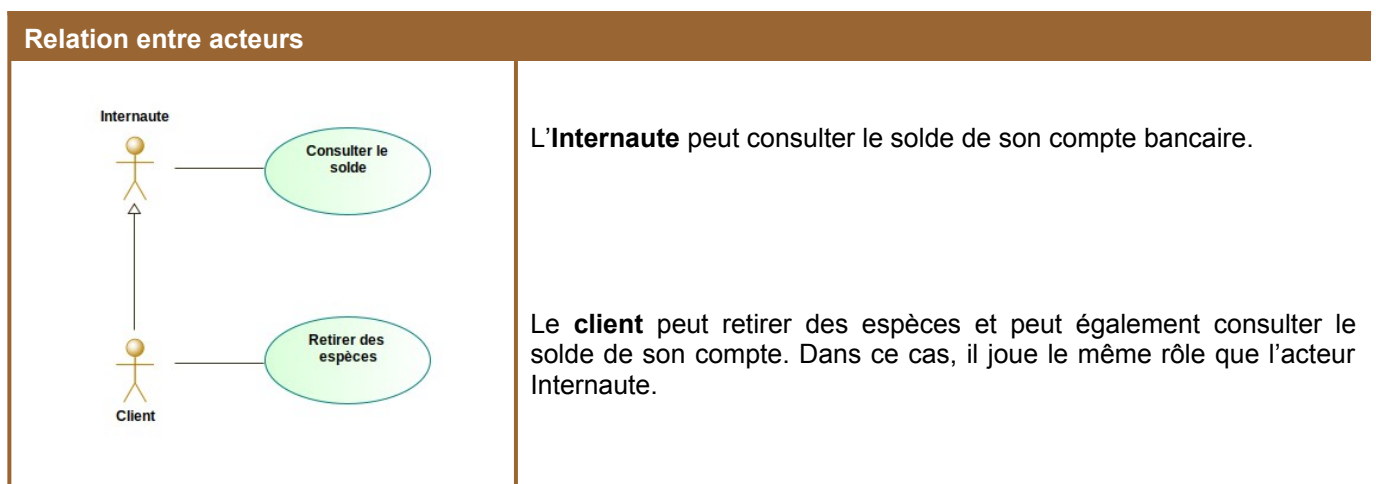 Relation entre acteurs
Internaute
Consulter le
solde
L’Internaute peut consulter le solde de son compte bancaire.
Retirer des
espèces
Client
Le client peut retirer des espèces et peut également consulter le
solde de son compte. Dans ce cas, il joue le même rôle que l’acteur
Internaute.